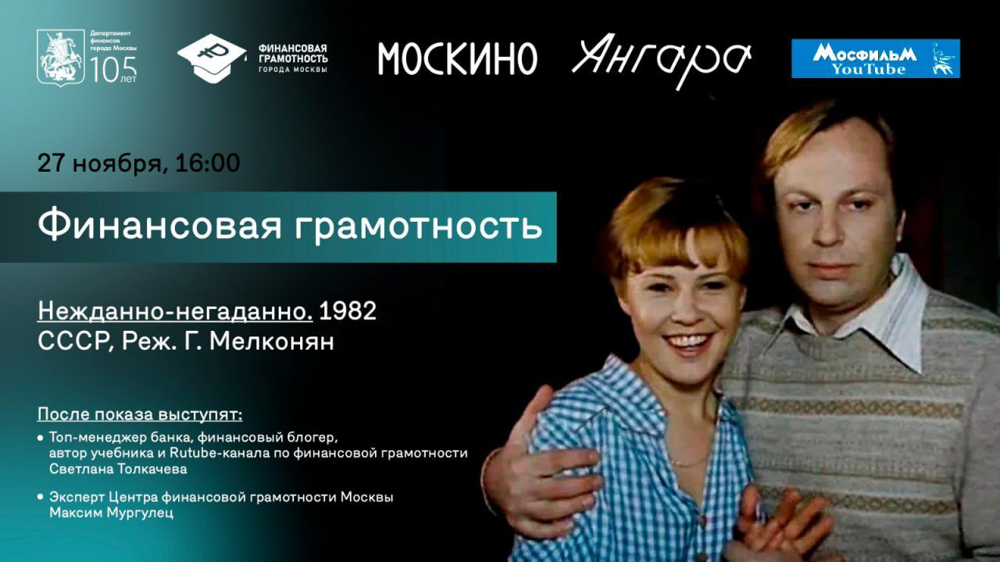 Департамент
финансов
города Москвы
105
лет
ФИНАНСОВАЯ
ГРАМОТНОСТЬ
ГОРОДА МОСКВЫ
МОСКИНО
Ангара
МОСФИЛЬМ
YouTube
27 ноября, 16:00
Финансовая грамотность
Нежданно-негаданно. 1982
СССР, Реж. Г. Мелконян
После показа выступят:
• Топ-менеджер банка, финансовый блогер,
автор учебника и Rutube-канала по финансовой грамотности
Светлана Толкачева
• Эксперт Центра финансовой грамотности Москвы
Максим Мургулец